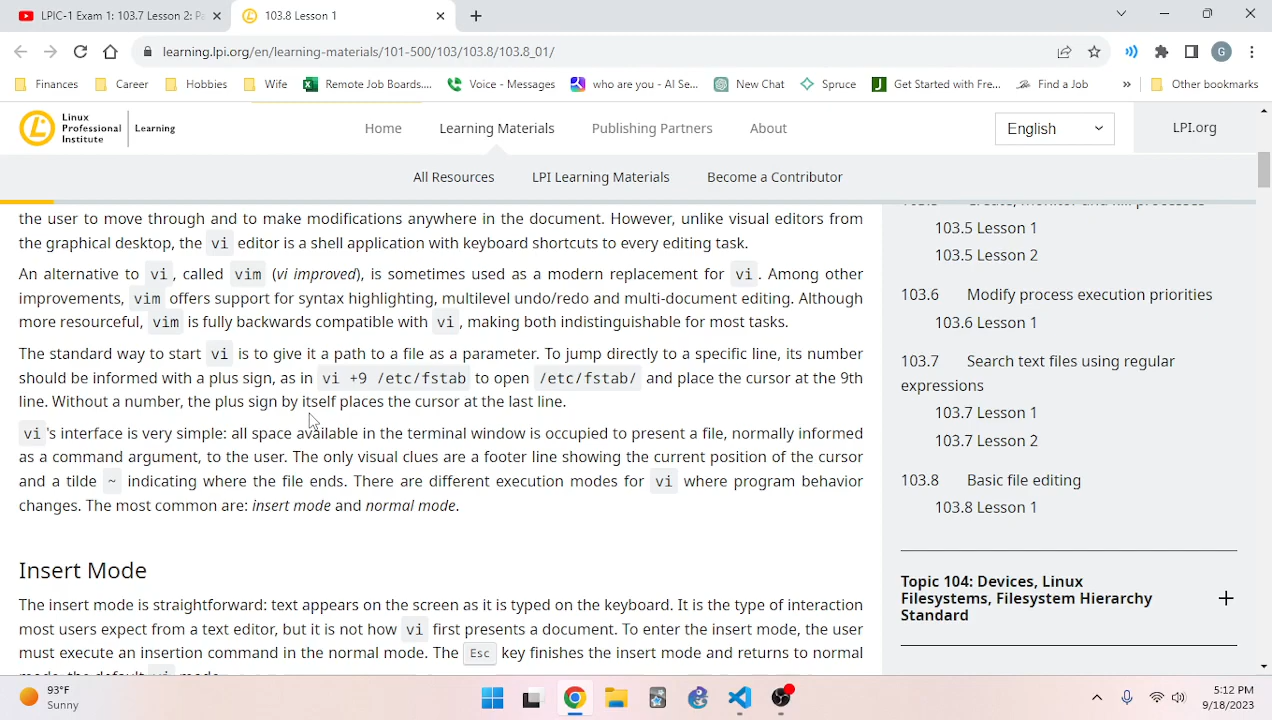 LPIC-1 Exam 1: 103.7 Lesson 2: Pa
103.8 Lesson 1
learning.lpi.org/en/learning-materials/101-500/103/103.8/103.8_01/
G
Finances Career Hobbies Wife Remote Job Boards.... Voice - Messages who are you - AI Se... New Chat Spruce Get Started with Fre... Find a Job » Other bookmarks
Linux
Professional
Institute
Learning
Home Learning Materials Publishing Partners About
English
LPI.org
All Resources LPI Learning Materials Become a Contributor
the user to move through and to make modifications anywhere in the document. However, unlike visual editors from
the graphical desktop, the vi editor is a shell application with keyboard shortcuts to every editing task.
An alternative to vi, called vim (vi improved), is sometimes used as a modern replacement for vi. Among other
improvements, vim offers support for syntax highlighting, multilevel undo/redo and multi-document editing. Although
more resourceful, vim is fully backwards compatible with vi, making both indistinguishable for most tasks.
The standard way to start vi is to give it a path to a file as a parameter. To jump directly to a specific line, its number
should be informed with a plus sign, as in vi +9 /etc/fstab to open /etc/fstab/ and place the cursor at the 9th
line. Without a number, the plus sign by itself places the cursor at the last line.
vi's interface is very simple: all space available in the terminal window is occupied to present a file, normally informed
as a command argument, to the user. The only visual clues are a footer line showing the current position of the cursor
and a tilde ~ indicating where the file ends. There are different execution modes for vi where program behavior
changes. The most common are: insert mode and normal mode.
Insert Mode
The insert mode is straightforward: text appears on the screen as it is typed on the keyboard. It is the type of interaction
most users expect from a text editor, but it is not how vi first presents a document. To enter the insert mode, the user
must execute an insertion command in the normal mode. The Esc key finishes the insert mode and returns to normal
mode, the default vi mode.
103.5 Create, monitor and kill processes
103.5 Lesson 1
103.5 Lesson 2
103.6 Modify process execution priorities
103.6 Lesson 1
103.7 Search text files using regular
expressions
103.7 Lesson 1
103.7 Lesson 2
103.8 Basic file editing
103.8 Lesson 1
Topic 104: Devices, Linux
Filesystems, Filesystem Hierarchy
Standard
93°F
Sunny
5:12 PM
9/18/2023